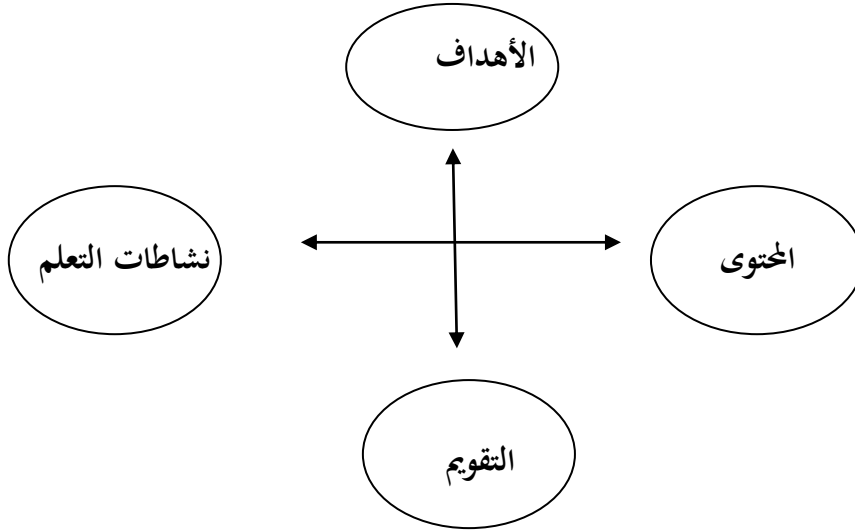 الأهداف
المحتوى
نشاطات التعلم
التقويم